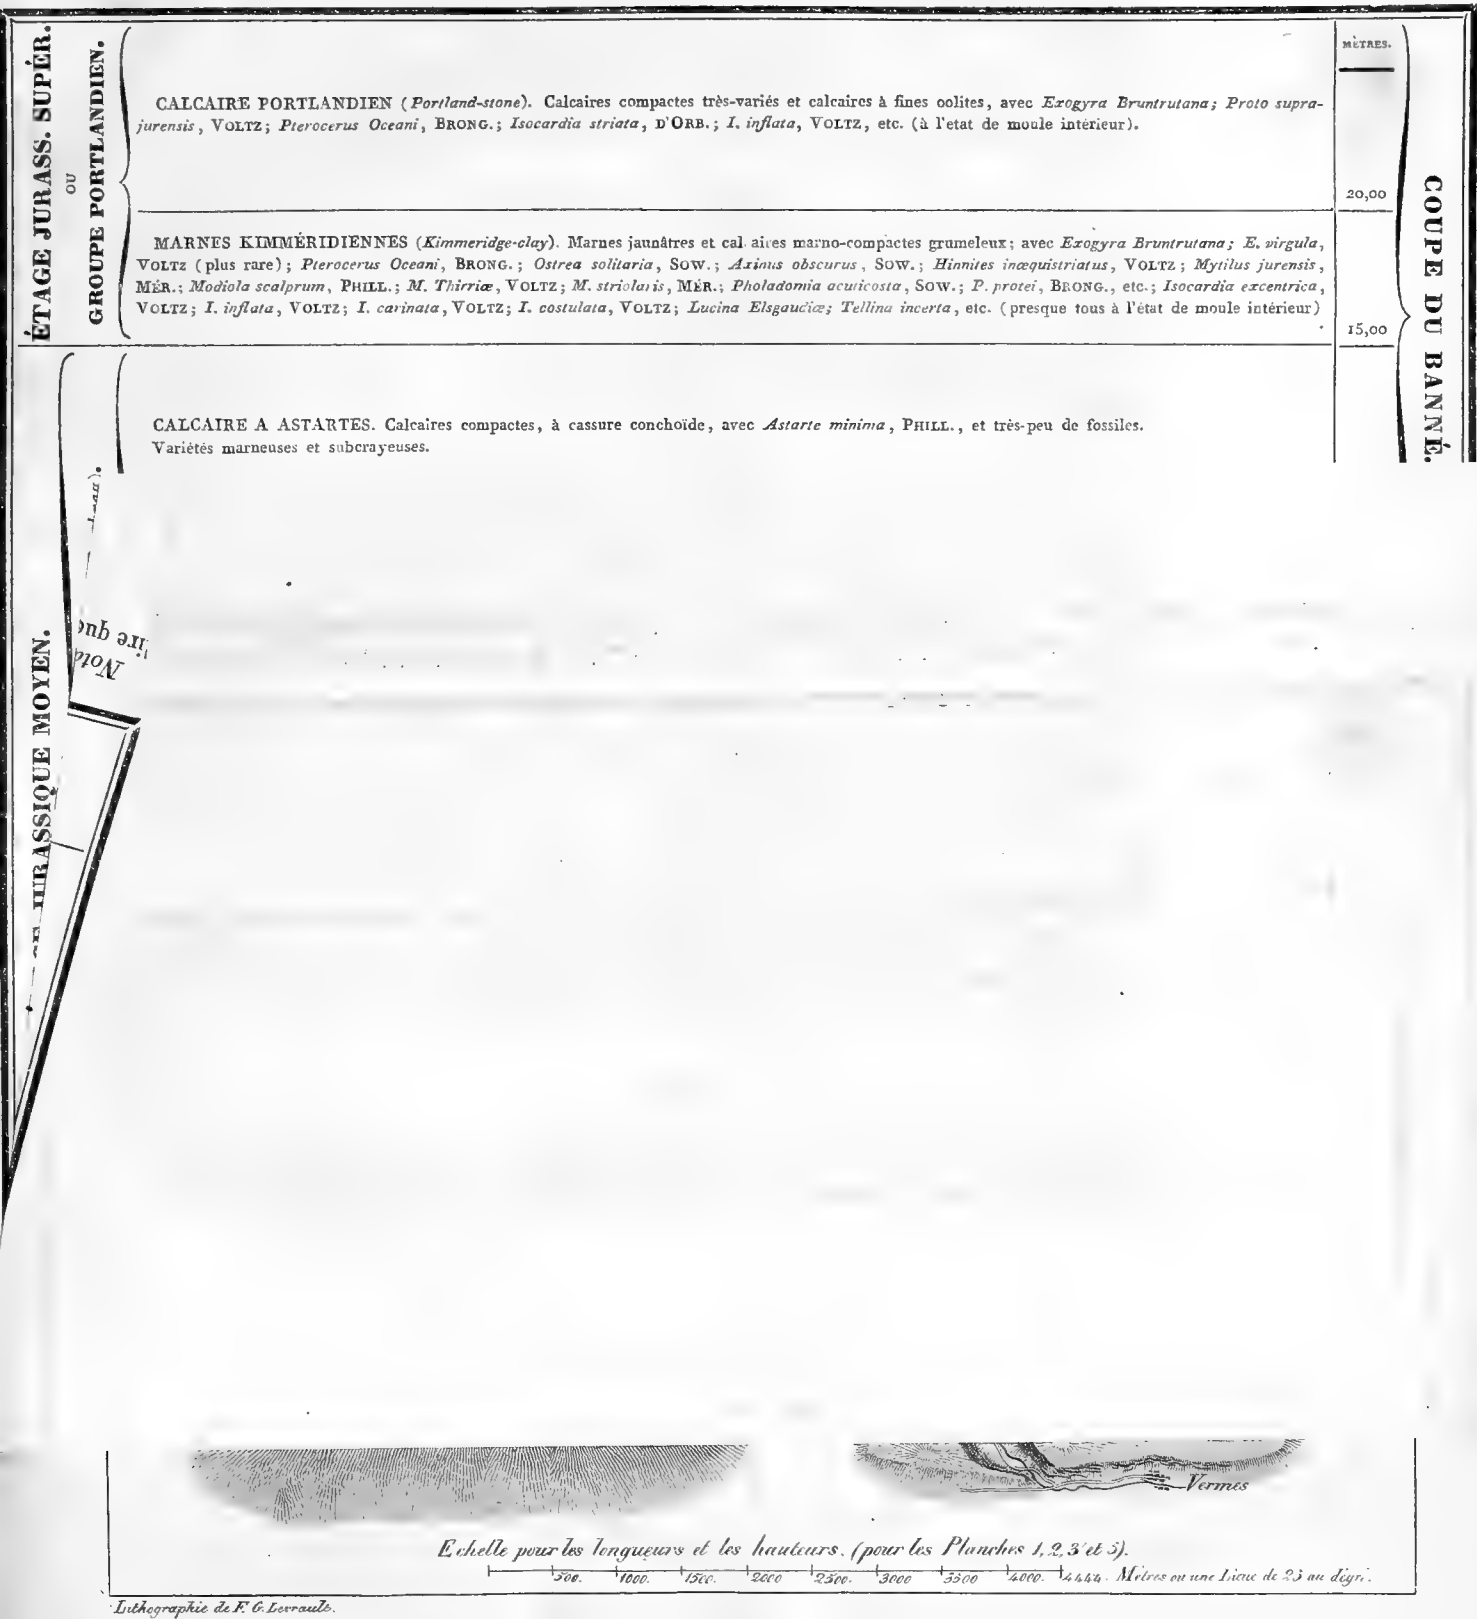 ÉTAGE JURASS. SUPÉR.
OU
GROUPE PORTLANDIEN.
MÈTRES.
CALCAIRE PORTLANDIEN (Portland-stone). Calcaires compactes très-variés et calcaires à fines oolites, avec Exogyra Bruntrutana; Proto supra-
jurensis, VOLTZ; Pterocerus Oceani, BRONG.; Isocardia striata, D'ORB.; I. inflata, VOLTZ, etc. (à l'etat de moule intérieur).
20,00
MARNES KIMMÉRIDIENNES (Kimmeridge-clay). Marnes jaunâtres et cal aires marno-compactes grumeleux; avec Exogyra Bruntrutana; E. virgula,
VOLTZ (plus rare); Pterocerus Oceani, BRONG.; Ostrea solitaria, SOW.; Axinus obscurus, SOW.; Hinnites inæquistriatus, VOLTZ; Mytilus jurensis,
MÉR.; Modiola scalprum, PHILL.; M. Thirriæ, VOLTZ; M. striolaris, MÉR.; Pholadomia acuticosta, SOW.; P. protei, BRONG., etc.; Isocardia excentrica,
VOLTZ; I. inflata, VOLTZ; I. carinata, VOLTZ; I. costulata, VOLTZ; Lucina Elsgaudiæ; Tellina incerta, etc. (presque tous à l'état de moule intérieur)
15,00
COUPE DU BANNÉ.
CALCAIRE A ASTARTES. Calcaires compactes, à cassure conchoïde, avec Astarte minima, PHILL., et très-peu de fossiles.
Variétés marneuses et subcrayeuses.
JURASSIQUE MOYEN.
Nota
que
Vermes
Echelle pour les longueurs et les hauteurs. (pour les Planches 1, 2, 3 et 5).
500. 1000. 1500. 2000 2500. 3000 3500 4000. 4444. Mètres ou une Lieue de 25 au dégré.
Lithographie de F. G. Levrault.